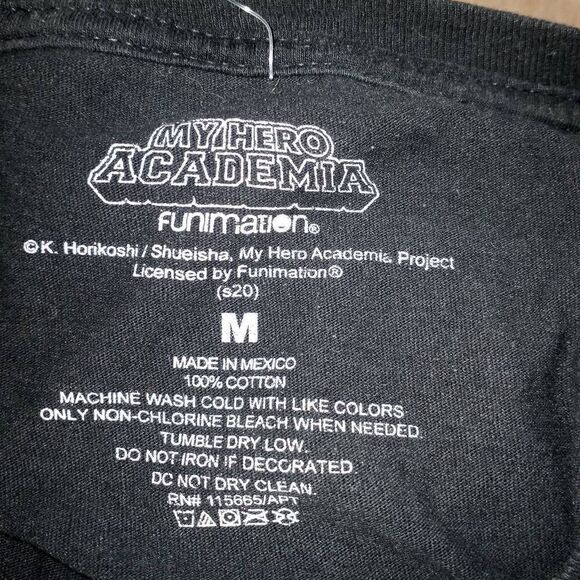 MY HERO
ACADEMIA
FUNIMATION®
©K. Horikoshi / Shueisha, My Hero Academia Project
Licensed by Funimation®
(s20)
M
MADE IN MEXICO
100% COTTON
MACHINE WASH COLD WITH LIKE COLORS
ONLY NON-CHLORINE BLEACH WHEN NEEDED.
TUMBLE DRY LOW.
DO NOT IRON IF DECORATED.
DO NOT DRY CLEAN.
RN# 115665/APT